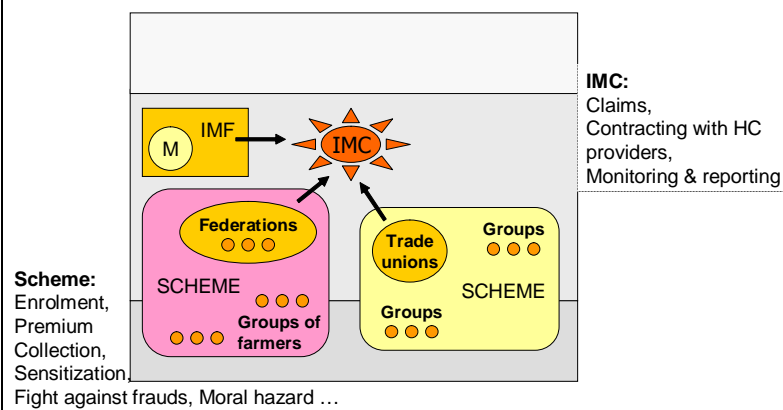 IMC:
Claims,
Contracting with HC
providers,
Monitoring & reporting
IMF
M
IMC
Federations
SCHEME
Groups of
farmers
Trade
unions
Groups
SCHEME
Groups
Scheme:
Enrolment,
Premium
Collection,
Sensitization,
Fight against frauds, Moral hazard …